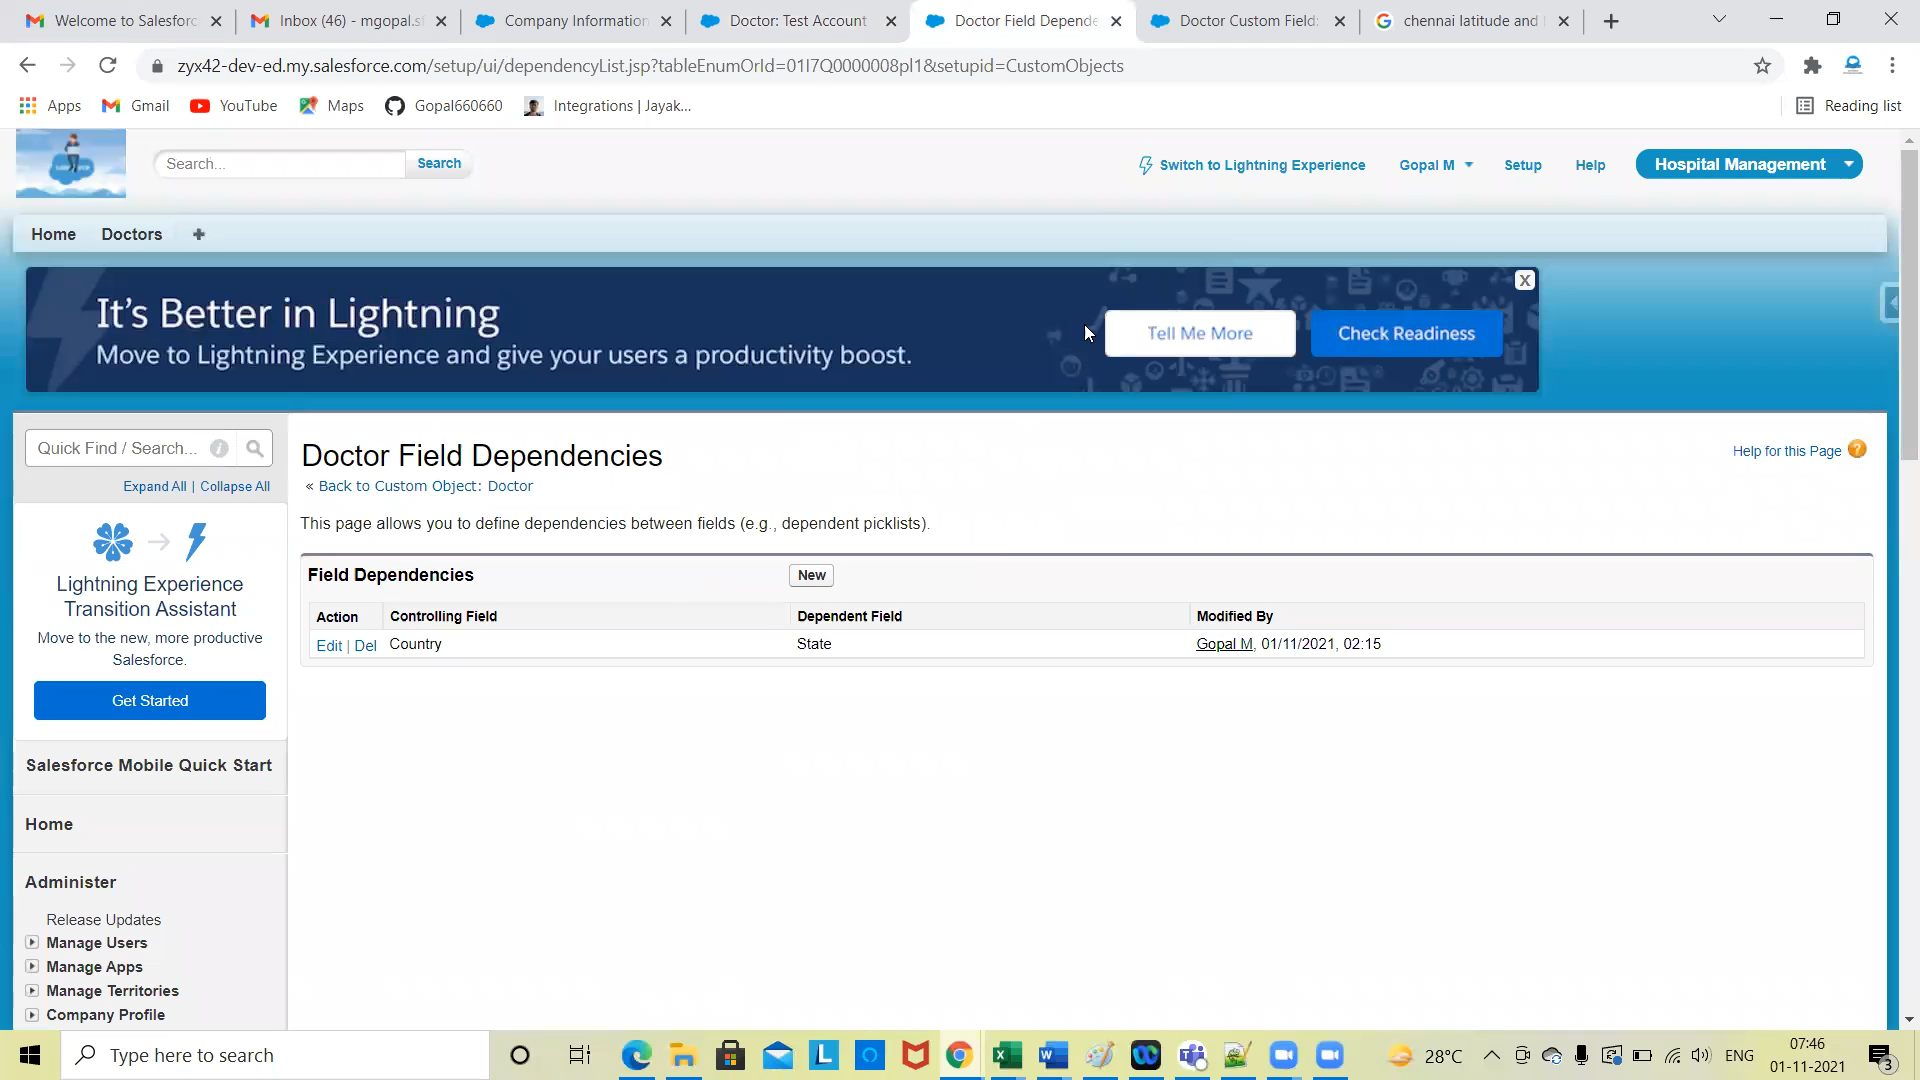 Welcome to Salesforc
Inbox (46) - mgopal.sf
Company Information
Doctor: Test Account
Doctor Field Depende
Doctor Custom Field:
chennai latitude and
zyx42-dev-ed.my.salesforce.com/setup/ui/dependencyList.jsp?tableEnumOrId=01I7Q0000008pl1&setupid=CustomObjects
Apps
Gmail
YouTube
Maps
Gopal660660
Integrations | Jayak...
Reading list
Search...
Search
Switch to Lightning Experience
Gopal M
Setup
Help
Hospital Management
Home
Doctors
It's Better in Lightning
Move to Lightning Experience and give your users a productivity boost.
Tell Me More
Check Readiness
X
Quick Find / Search...
Expand All | Collapse All
Lightning Experience
Transition Assistant
Move to the new, more productive
Salesforce.
Get Started
Salesforce Mobile Quick Start
Home
Administer
Release Updates
Manage Users
Manage Apps
Manage Territories
Company Profile
Doctor Field Dependencies
Help for this Page
« Back to Custom Object: Doctor
This page allows you to define dependencies between fields (e.g., dependent picklists).
Field Dependencies
New
Action Controlling Field Dependent Field Modified By
Edit | Del Country State Gopal M, 01/11/2021, 02:15
Type here to search
28°C
ENG
07:46
01-11-2021
3